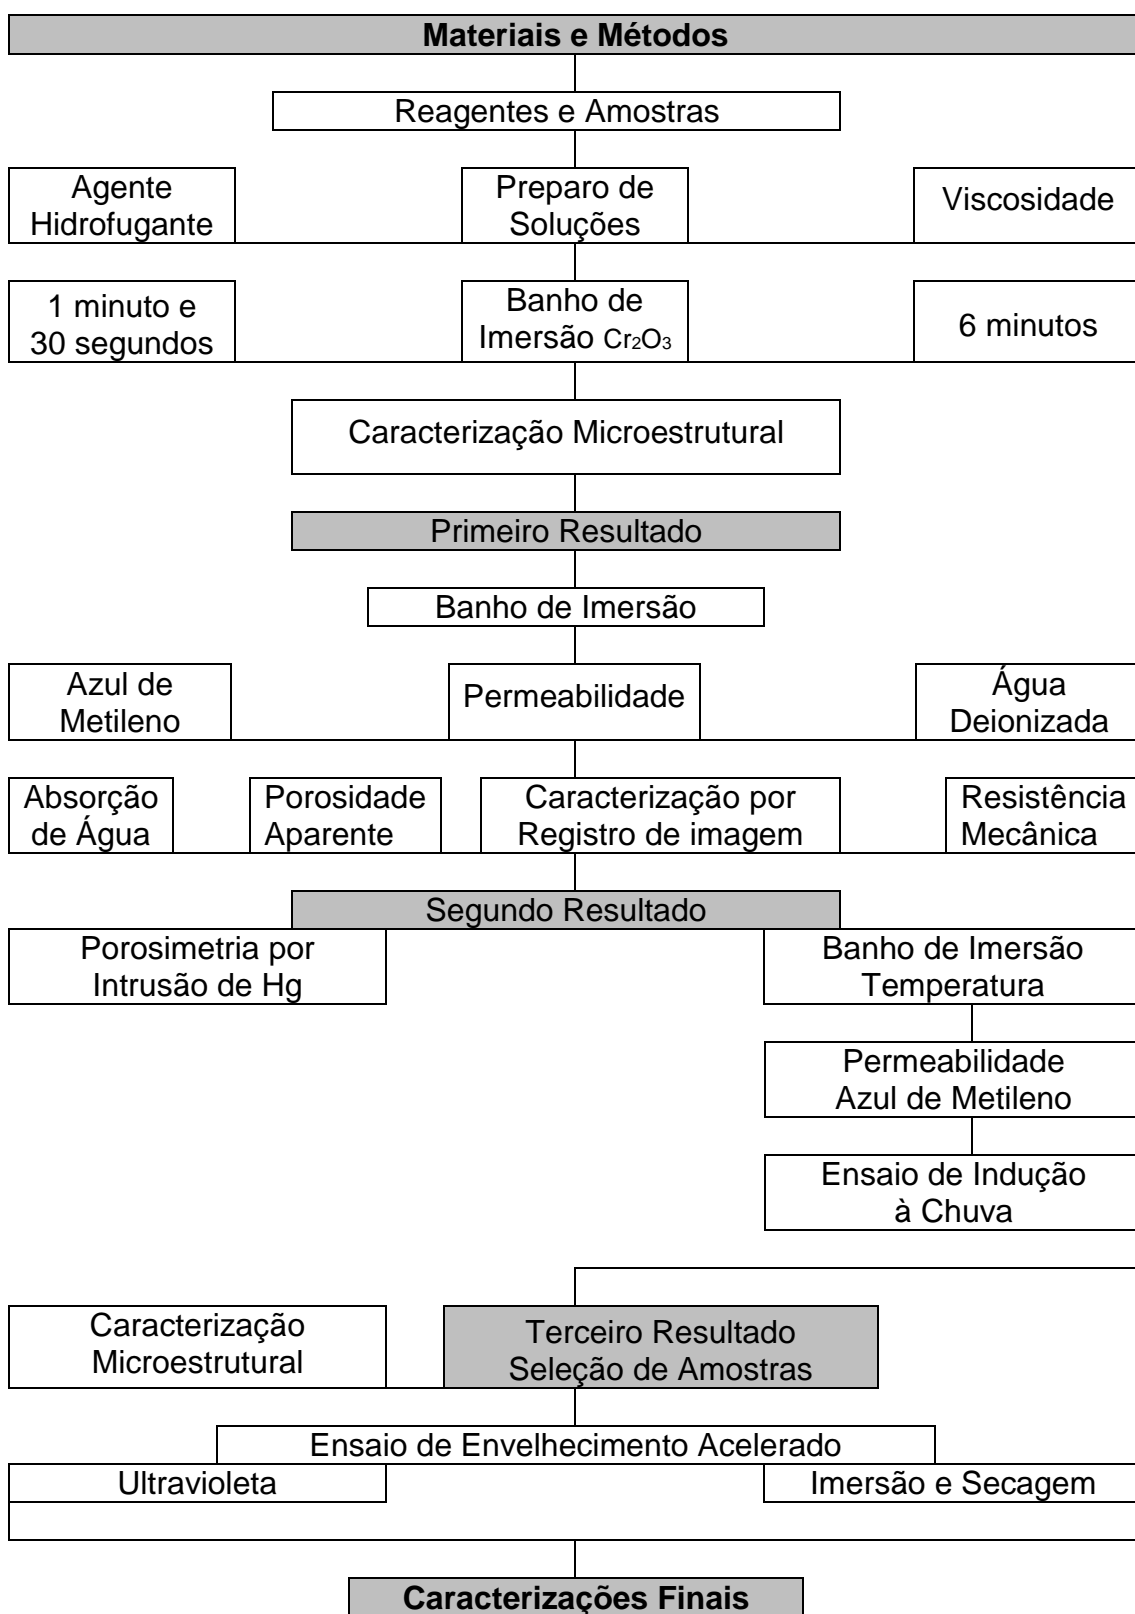 Materiais e Métodos
Reagentes e Amostras
Agente
Hidrofugante
Preparo de
Soluções
Viscosidade
1 minuto e
30 segundos
Banho de
Imersão Cr₂O₃
6 minutos
Caracterização Microestrutural
Primeiro Resultado
Banho de Imersão
Azul de
Metileno
Permeabilidade
Água
Deionizada
Absorção
de Água
Porosidade
Aparente
Caracterização por
Registro de imagem
Resistência
Mecânica
Segundo Resultado
Porosimetria por
Intrusão de Hg
Banho de Imersão
Temperatura
Permeabilidade
Azul de Metileno
Ensaio de Indução
à Chuva
Caracterização
Microestrutural
Terceiro Resultado
Seleção de Amostras
Ensaio de Envelhecimento Acelerado
Ultravioleta
Imersão e Secagem
Caracterizações Finais